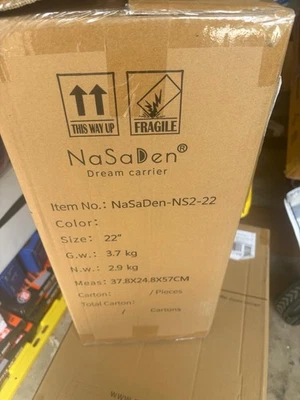 THIS WAY UP
FRAGILE
NaSaDen®
Dream carrier
Item No.: NaSaDen-NS2-22
Color:
Size: 22"
G.w.: 3.7 kg
N.w.: 2.9 kg
Meas: 37.8X24.8X57CM
Carton: / Pieces
Total Carton:
/ Cartons